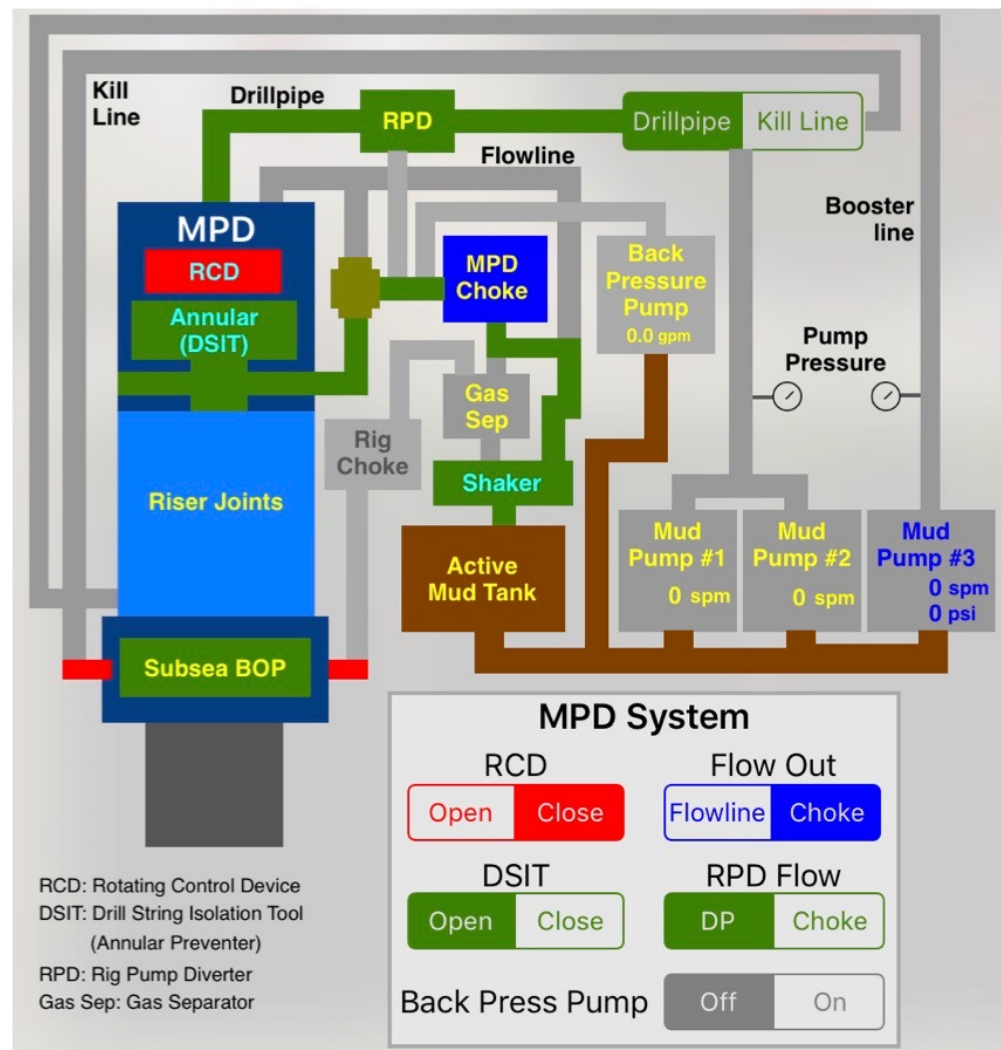 Kill
Line
Drillpipe
RPD
Drillpipe
Kill Line
Flowline
MPD
RCD
Annular
(DSIT)
MPD
Choke
Back
Pressure
Pump
0.0 gpm
Booster
line
Pump
Pressure
Gas
Sep
Rig
Choke
Shaker
Riser Joints
Active
Mud Tank
Mud
Pump #1
0 spm
Mud
Pump #2
0 spm
Mud
Pump #3
0 spm
0 psi
Subsea BOP
MPD System
RCD
Open
Close
Flow Out
Flowline
Choke
DSIT
Open
Close
RPD Flow
DP
Choke
Back Press Pump
Off
On
RCD: Rotating Control Device
DSIT: Drill String Isolation Tool
(Annular Preventer)
RPD: Rig Pump Diverter
Gas Sep: Gas Separator